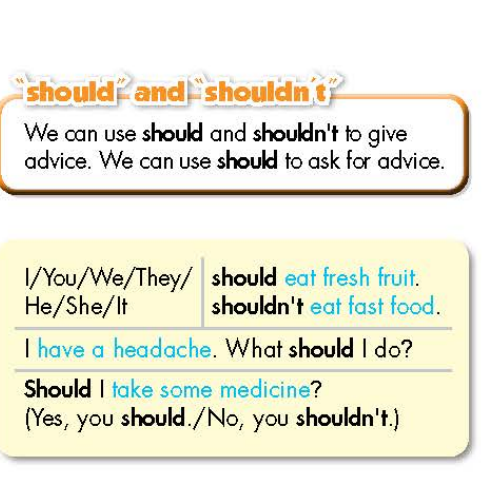 "should" and "shouldn't"
We can use should and shouldn't to give
advice. We can use should to ask for advice.
I/You/We/They/ should eat fresh fruit.
He/She/It shouldn't eat fast food.
I have a headache. What should I do?
Should I take some medicine?
(Yes, you should./No, you shouldn't.)